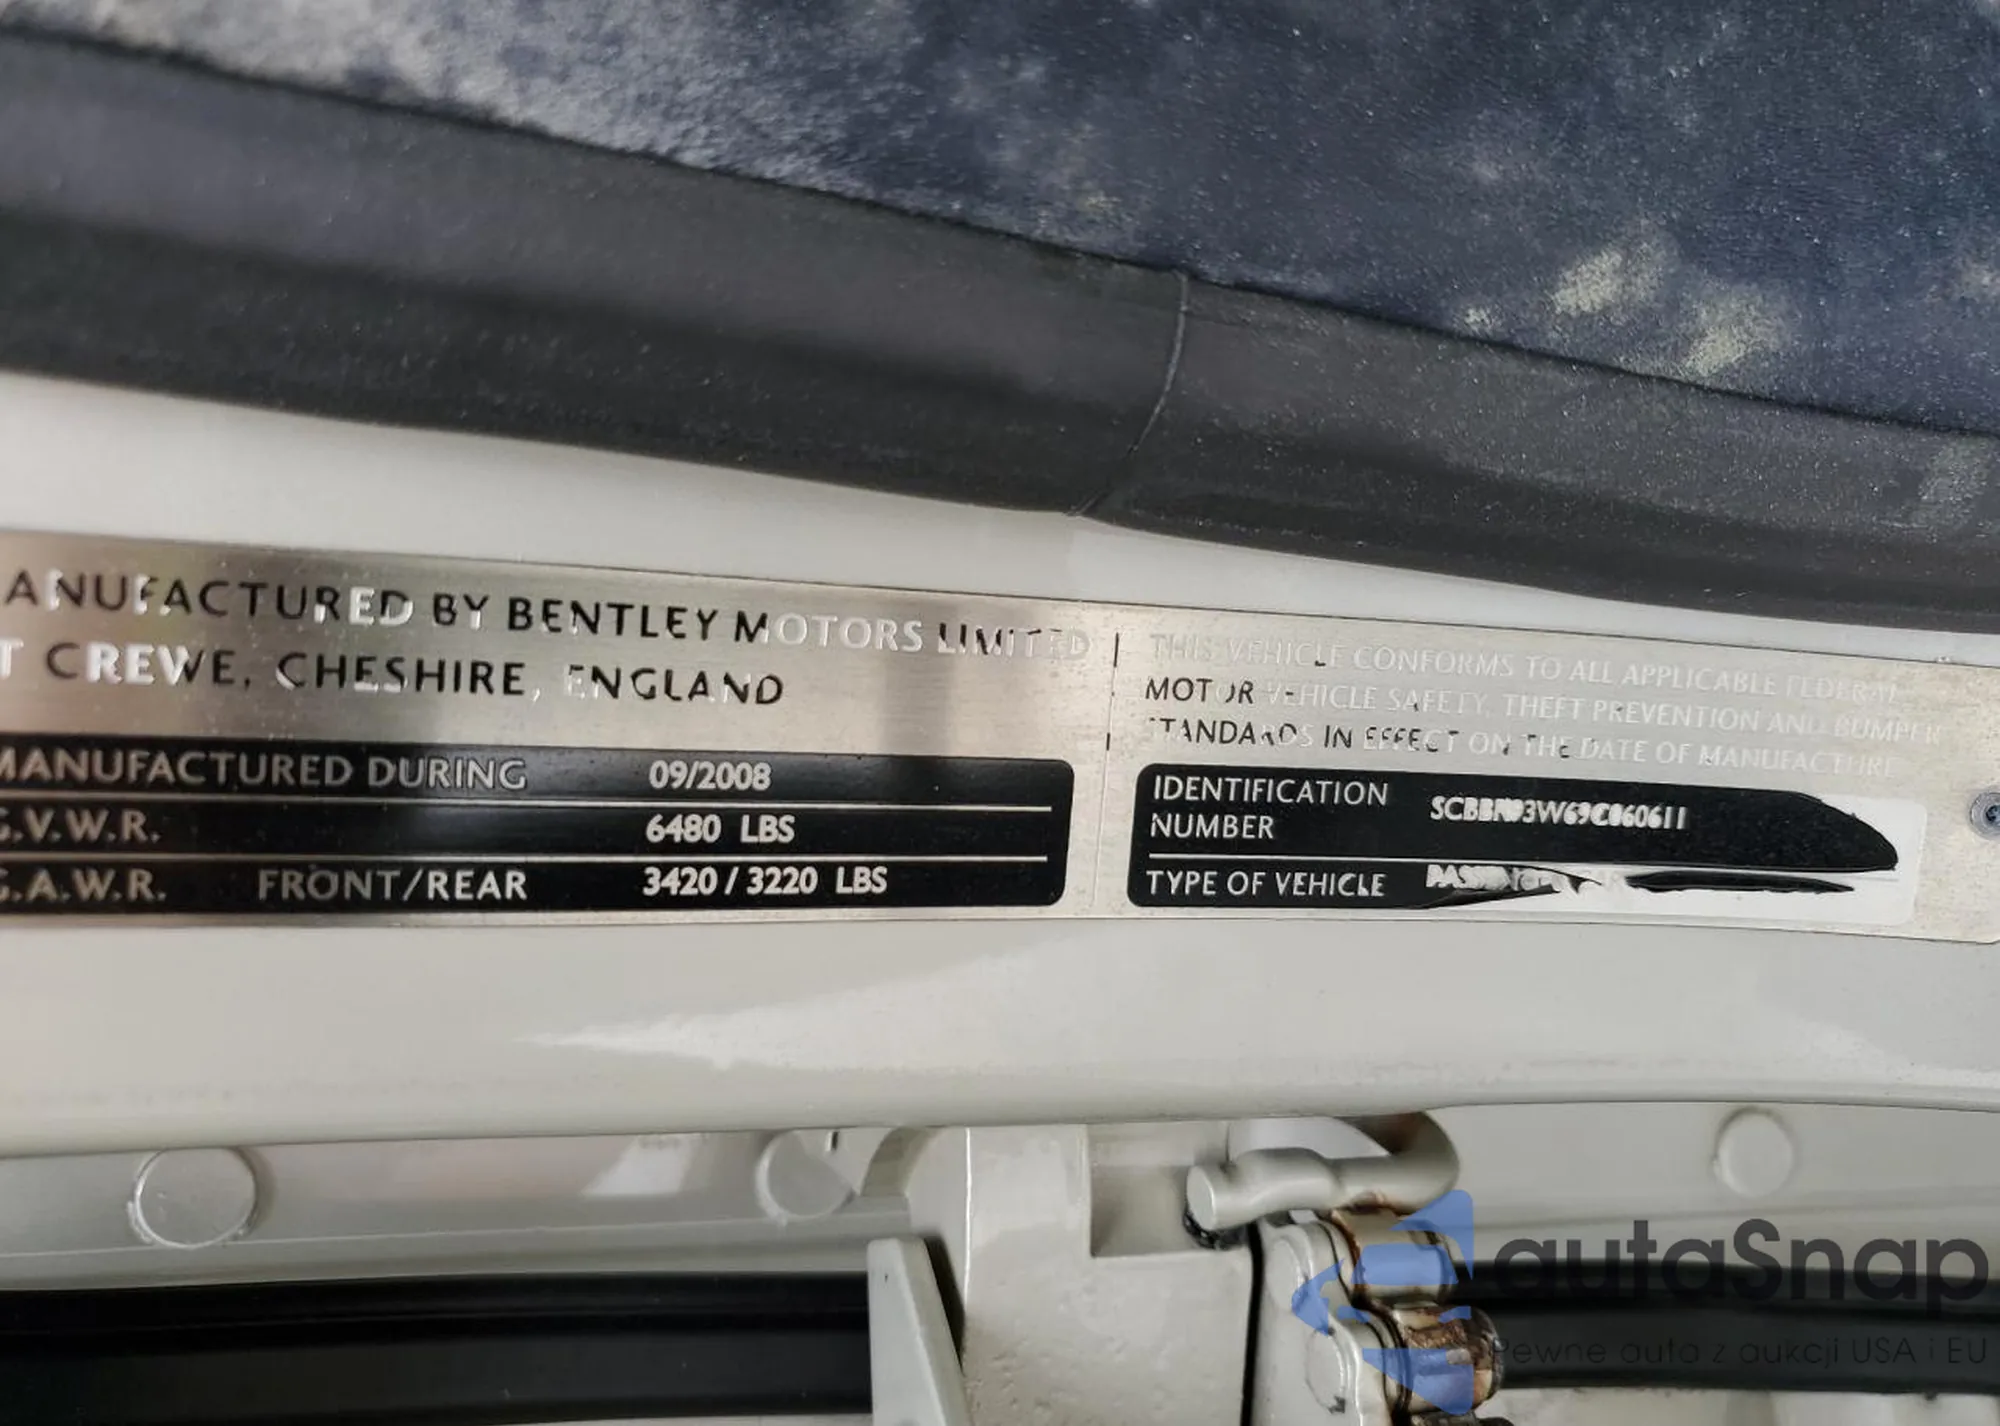 ANUFACTURED BY BENTLEY MOTORS LIMITED
T CREWE, CHESHIRE, ENGLAND
MANUFACTURED DURING 09/2008
G.V.W.R. 6480 LBS
G.A.W.R. FRONT/REAR 3420 / 3220 LBS
THIS VEHICLE CONFORMS TO ALL APPLICABLE FEDERAL
MOTOR VEHICLE SAFETY, THEFT PREVENTION AND BUMPER
STANDARDS IN EFFECT ON THE DATE OF MANUFACTURE
IDENTIFICATION
NUMBER
TYPE OF VEHICLE
autaSnap
Pewne auta z aukcji USA i EU